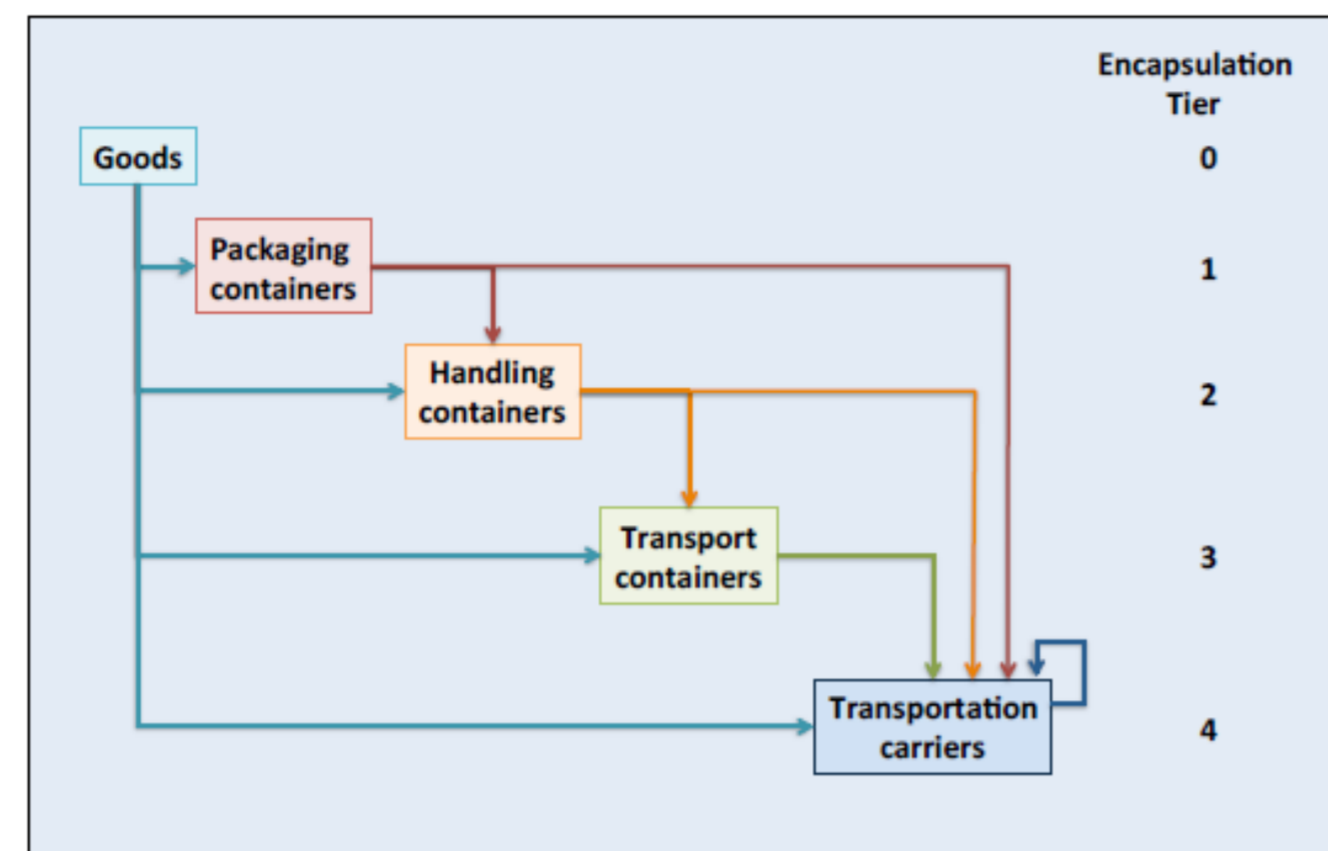 Encapsulation
Tier
Goods
0
Packaging
containers
1
Handling
containers
2
Transport
containers
3
Transportation
carriers
4